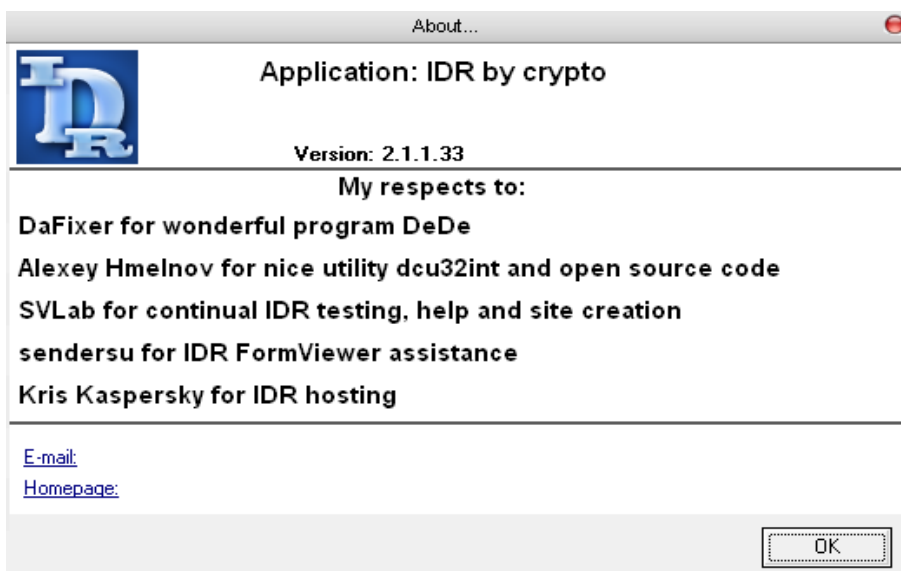 About...
IDR
Application: IDR by crypto
Version: 2.1.1.33
My respects to:
DaFixer for wonderful program DeDe
Alexey Hmelnov for nice utility dcu32int and open source code
SVLab for continual IDR testing, help and site creation
sendersu for IDR FormViewer assistance
Kris Kaspersky for IDR hosting
E-mail:
Homepage:
OK